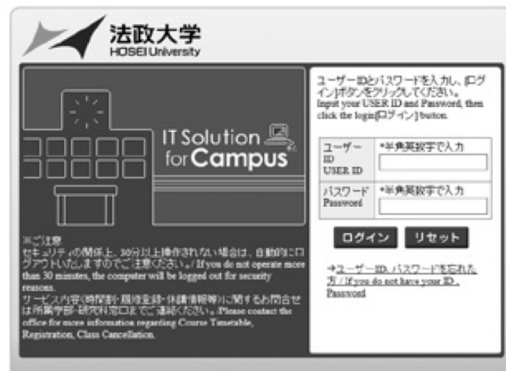 法政大学
HOSEI University
ユーザーIDとパスワードを入力し、[ログ
イン]ボタンをクリックしてください。
Input your USER ID and Password, then
click the login[ログイン] button.
IT Solution
for Campus
ユーザー *半角英数字で入力
ID
USER ID
パスワード *半角英数字で入力
Password
ログイン リセット
→ユーザーID、パスワードを忘れた
方 / If you do not have your ID 、
Password
※ご注意
セキュリティの関係上、30分以上操作されない場合は、自動的にロ
グアウトいたしますのでご注意ください。/ If you do not operate more
than 30 minutes, the computer will be logged out for security
reasons.
サービス内容(時間割・履修登録・休講情報等)に関するお問合せ
は所属学部・研究科窓口までご連絡ください。/Please contact the
office for more information regarding Course Timetable,
Registration, Class Cancellation.